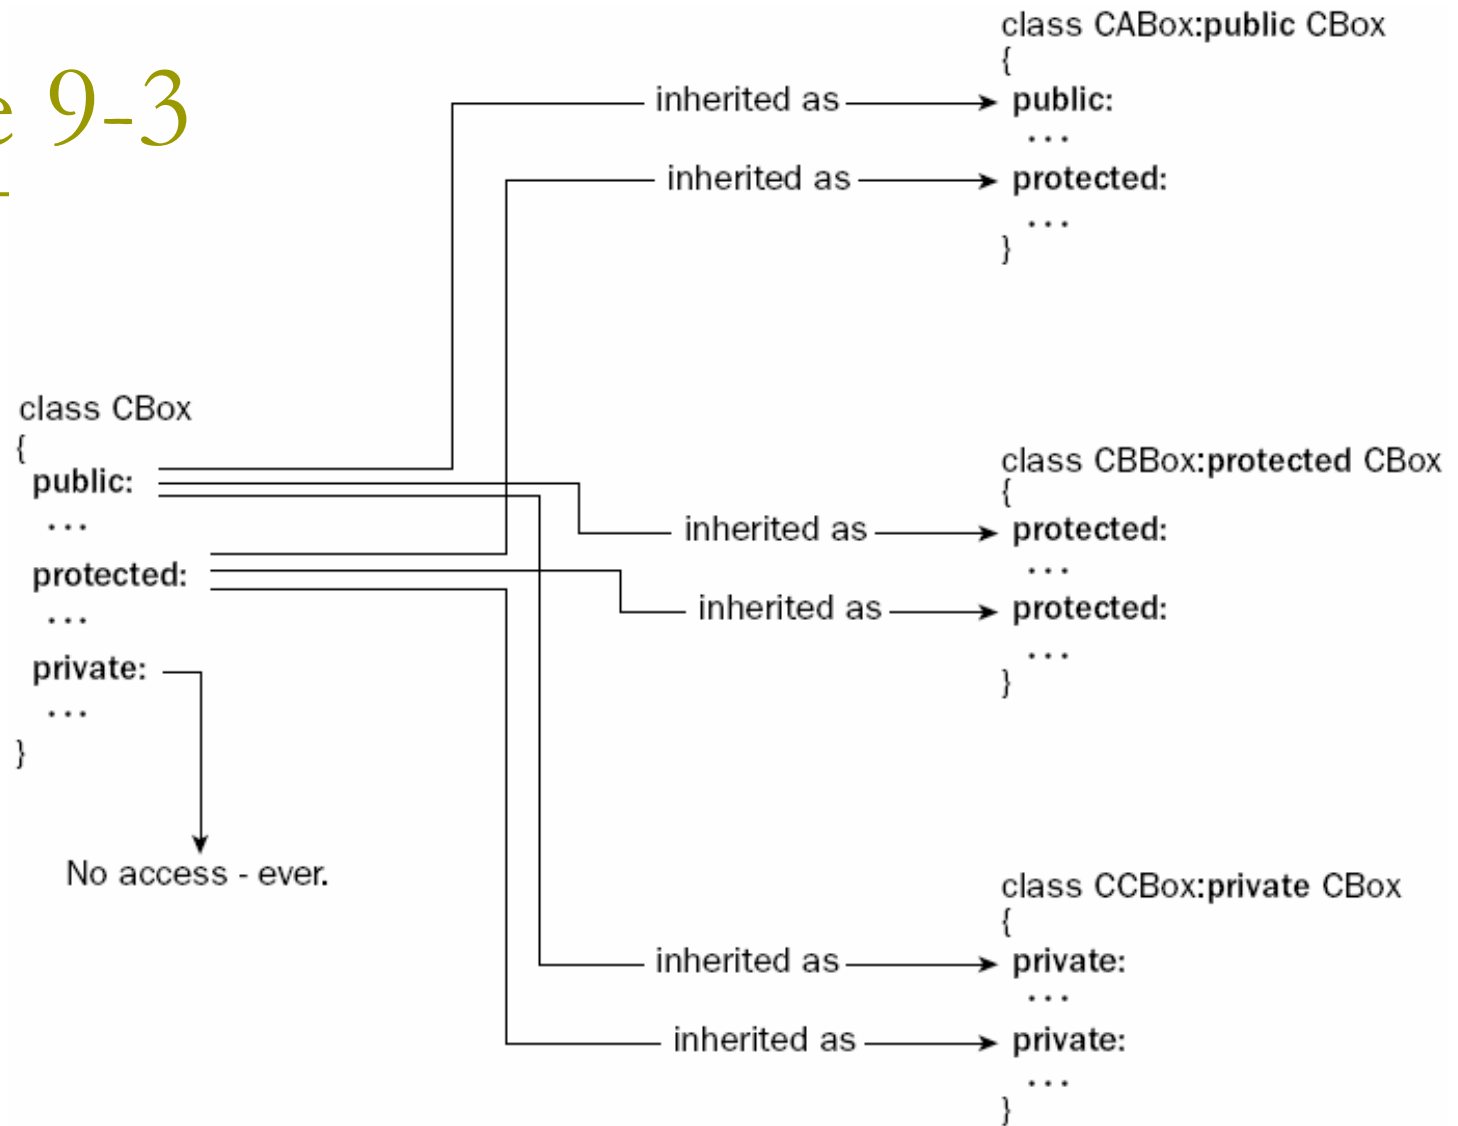 e 9-3
class CABox:public CBox
{
inherited as
public:
...
inherited as
protected:
...
}
class CBox
{
public:
...
protected:
...
private:
...
}
No access - ever.
class CBBox:protected CBox
{
inherited as
protected:
...
inherited as
protected:
...
}
class CCBox:private CBox
{
inherited as
private:
...
inherited as
private:
...
}